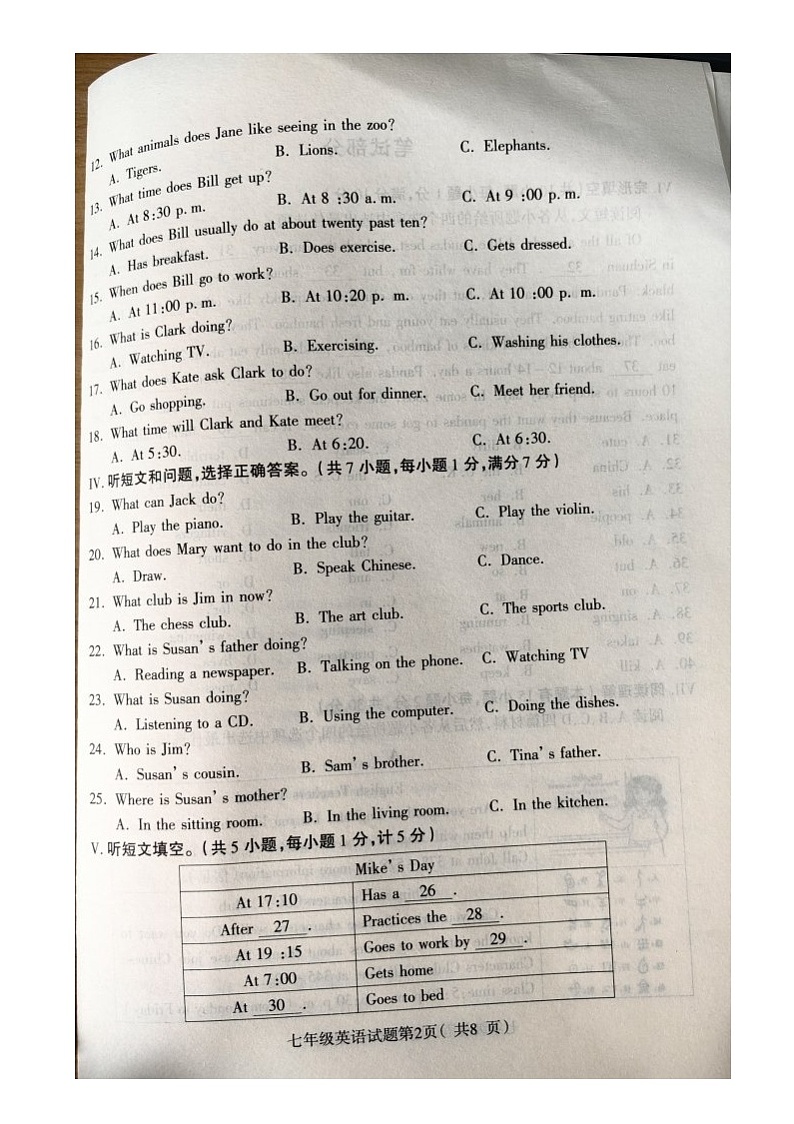 12. What animals does Jane like seeing in the zoo?
A. Tigers. B. Lions. C. Elephants.
13. What time does Bill get up?
A. At 8:30 p. m. B. At 8 :30 a. m. C. At 9 :00 p. m.
14. What does Bill usually do at about twenty past ten?
A. Has breakfast. B. Does exercise. C. Gets dressed.
15. When does Bill go to work?
A. At 11:00 p. m. B. At 10:20 p. m. C. At 10 :00 p. m.
16. What is Clark doing?
A. Watching TV. B. Exercising. C. Washing his clothes.
17. What does Kate ask Clark to do?
A. Go shopping. B. Go out for dinner. C. Meet her friend.
18. What time will Clark and Kate meet?
A. At 5:30. B. At 6:20. C. At 6:30.
IV. 听短文和问题,选择正确答案。(共 7 小题,每小题 1 分,满分 7 分)
19. What can Jack do?
A. Play the piano. B. Play the guitar. C. Play the violin.
20. What does Mary want to do in the club?
A. Draw. B. Speak Chinese. C. Dance.
21. What club is Jim in now?
A. The chess club. B. The art club. C. The sports club.
22. What is Susan's father doing?
A. Reading a newspaper. B. Talking on the phone. C. Watching TV
23. What is Susan doing?
A. Listening to a CD. B. Using the computer. C. Doing the dishes.
24. Who is Jim?
A. Susan's cousin. B. Sam's brother. C. Tina's father.
25. Where is Susan's mother?
A. In the sitting room. B. In the living room. C. In the kitchen.
V. 听短文填空。(共 5 小题,每小题 1 分,计 5 分)
Mike's Day
At 17:10 Has a 26 .
After 27 . Practices the 28 .
At 19 :15 Goes to work by 29 .
At 7:00 Gets home
At 30 . Goes to bed
七年级英语试题第2页( 共8 页)